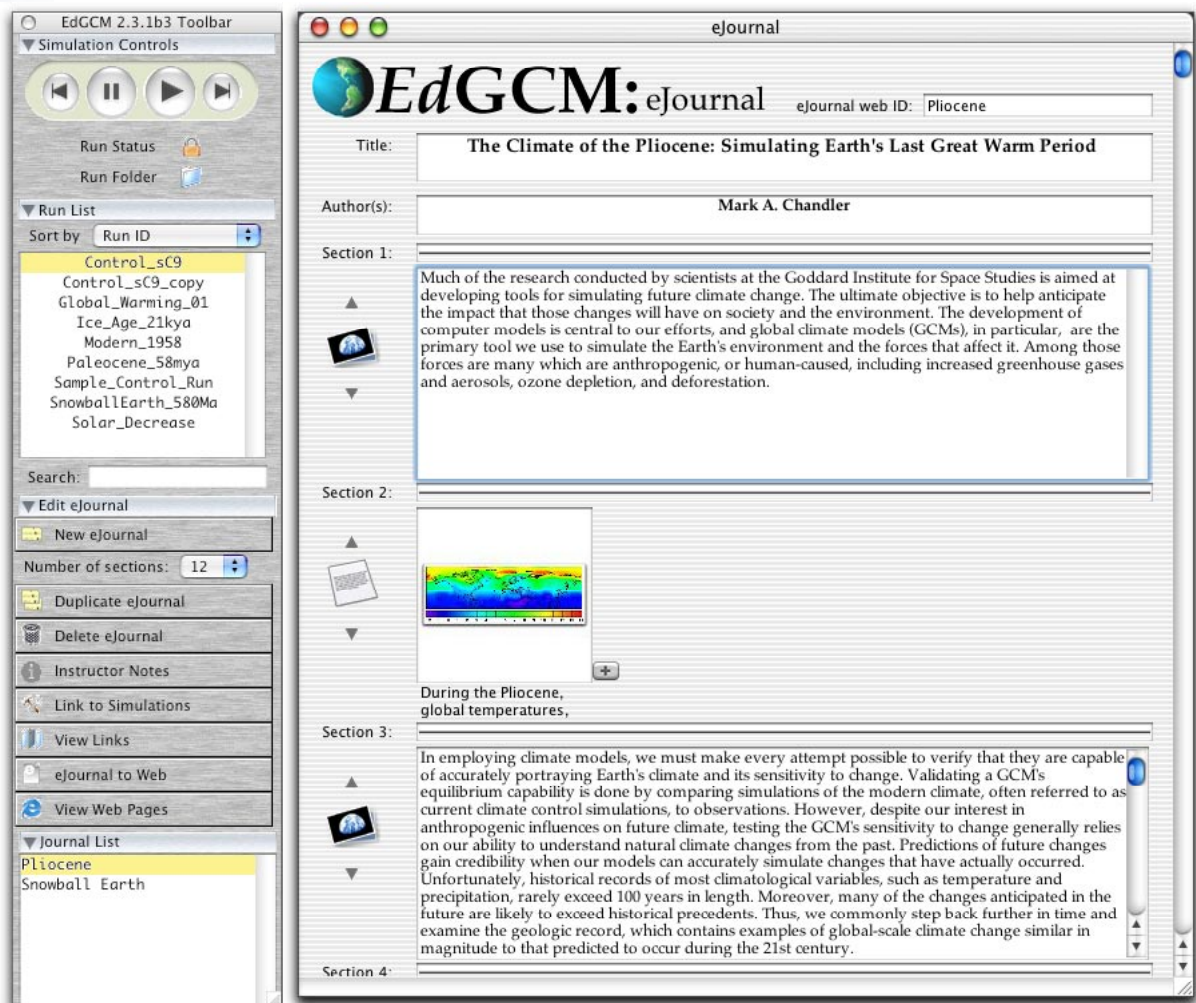 EdGCM 2.3.1b3 Toolbar
Simulation Controls
Run Status
Run Folder
Run List
Sort by Run ID
Control_sC9
Control_sC9_copy
Global_Warming_01
Ice_Age_21kya
Modern_1958
Paleocene_58mya
Sample_Control_Run
SnowballEarth_580Ma
Solar_Decrease
Search:
Edit eJournal
New eJournal
Number of sections: 12
Duplicate eJournal
Delete eJournal
Instructor Notes
Link to Simulations
View Links
eJournal to Web
View Web Pages
Journal List
Pliocene
Snowball Earth
eJournal
EdGCM: eJournal
eJournal web ID: Pliocene
Title: The Climate of the Pliocene: Simulating Earth's Last Great Warm Period
Author(s): Mark A. Chandler
Section 1:
Much of the research conducted by scientists at the Goddard Institute for Space Studies is aimed at
developing tools for simulating future climate change. The ultimate objective is to help anticipate
the impact that those changes will have on society and the environment. The development of
computer models is central to our efforts, and global climate models (GCMs), in particular, are the
primary tool we use to simulate the Earth's environment and the forces that affect it. Among those
forces are many which are anthropogenic, or human-caused, including increased greenhouse gases
and aerosols, ozone depletion, and deforestation.
Section 2:
During the Pliocene,
global temperatures,
Section 3:
In employing climate models, we must make every attempt possible to verify that they are capable
of accurately portraying Earth's climate and its sensitivity to change. Validating a GCM's
equilibrium capability is done by comparing simulations of the modern climate, often referred to as
current climate control simulations, to observations. However, despite our interest in
anthropogenic influences on future climate, testing the GCM's sensitivity to change generally relies
on our ability to understand natural climate changes from the past. Predictions of future changes
gain credibility when our models can accurately simulate changes that have actually occurred.
Unfortunately, historical records of most climatological variables, such as temperature and
precipitation, rarely exceed 100 years in length. Moreover, many of the changes anticipated in the
future are likely to exceed historical precedents. Thus, we commonly step back further in time and
examine the geologic record, which contains examples of global-scale climate change similar in
magnitude to that predicted to occur during the 21st century.
Section 4: